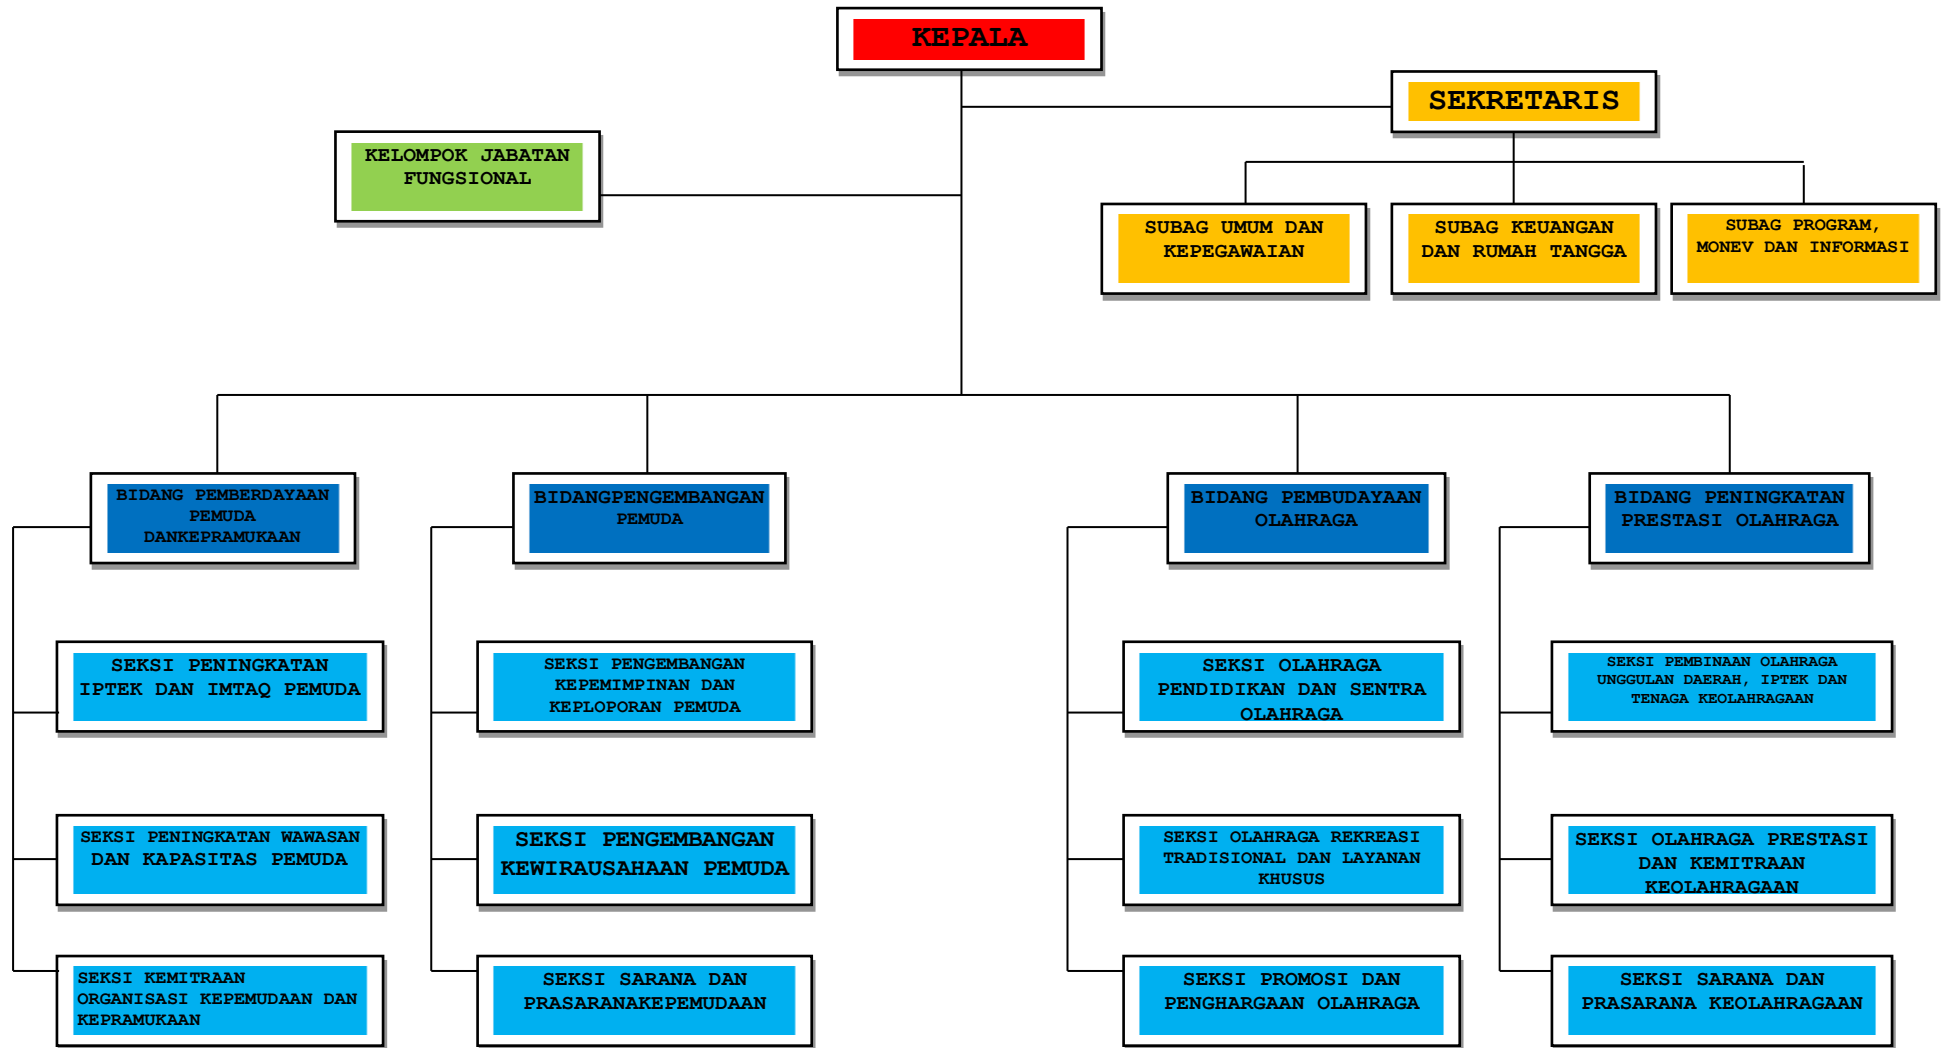 KEPALA
SEKRETARIS
KELOMPOK JABATAN
FUNGSIONAL
SUBAG UMUM DAN
KEPEGAWAIAN
SUBAG KEUANGAN
DAN RUMAH TANGGA
SUBAG PROGRAM,
MONEV DAN INFORMASI
BIDANG PEMBERDAYAAN
PEMUDA
DANKEPRAMUKAAN
BIDANGPENGEMBANGAN
PEMUDA
BIDANG PEMBUDAYAAN
OLAHRAGA
BIDANG PENINGKATAN
PRESTASI OLAHRAGA
SEKSI PENINGKATAN
IPTEK DAN IMTAQ PEMUDA
SEKSI PENGEMBANGAN
KEPEMIMPINAN DAN
KEPLOPORAN PEMUDA
SEKSI OLAHRAGA
PENDIDIKAN DAN SENTRA
OLAHRAGA
SEKSI PEMBINAAN OLAHRAGA
UNGGULAN DAERAH, IPTEK DAN
TENAGA KEOLAHRAGAAN
SEKSI PENINGKATAN WAWASAN
DAN KAPASITAS PEMUDA
SEKSI PENGEMBANGAN
KEWIRAUSAHAAN PEMUDA
SEKSI OLAHRAGA REKREASI
TRADISIONAL DAN LAYANAN
KHUSUS
SEKSI OLAHRAGA PRESTASI
DAN KEMITRAAN
KEOLAHRAGAAN
SEKSI KEMITRAAN
ORGANISASI KEPEMUDAAN DAN
KEPRAMUKAAN
SEKSI SARANA DAN
PRASARANAKEPEMUDAAN
SEKSI PROMOSI DAN
PENGHARGAAN OLAHRAGA
SEKSI SARANA DAN
PRASARANA KEOLAHRAGAAN